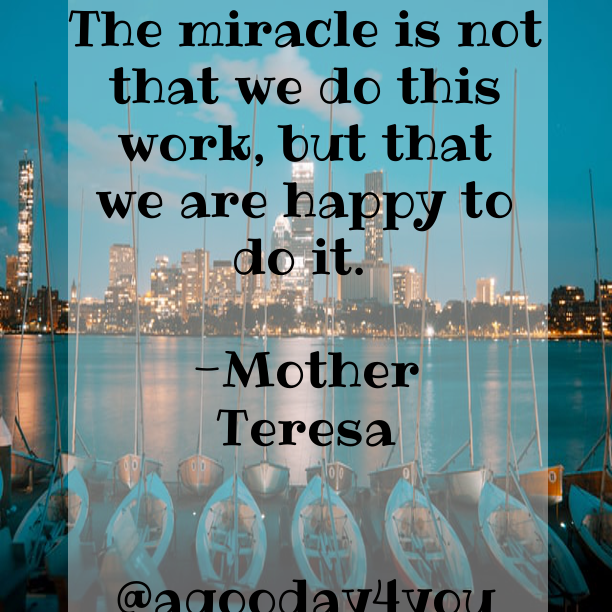 The miracle is not
that we do this
work, but that
we are happy to
do it.
-Mother
Teresa
@agooday4you